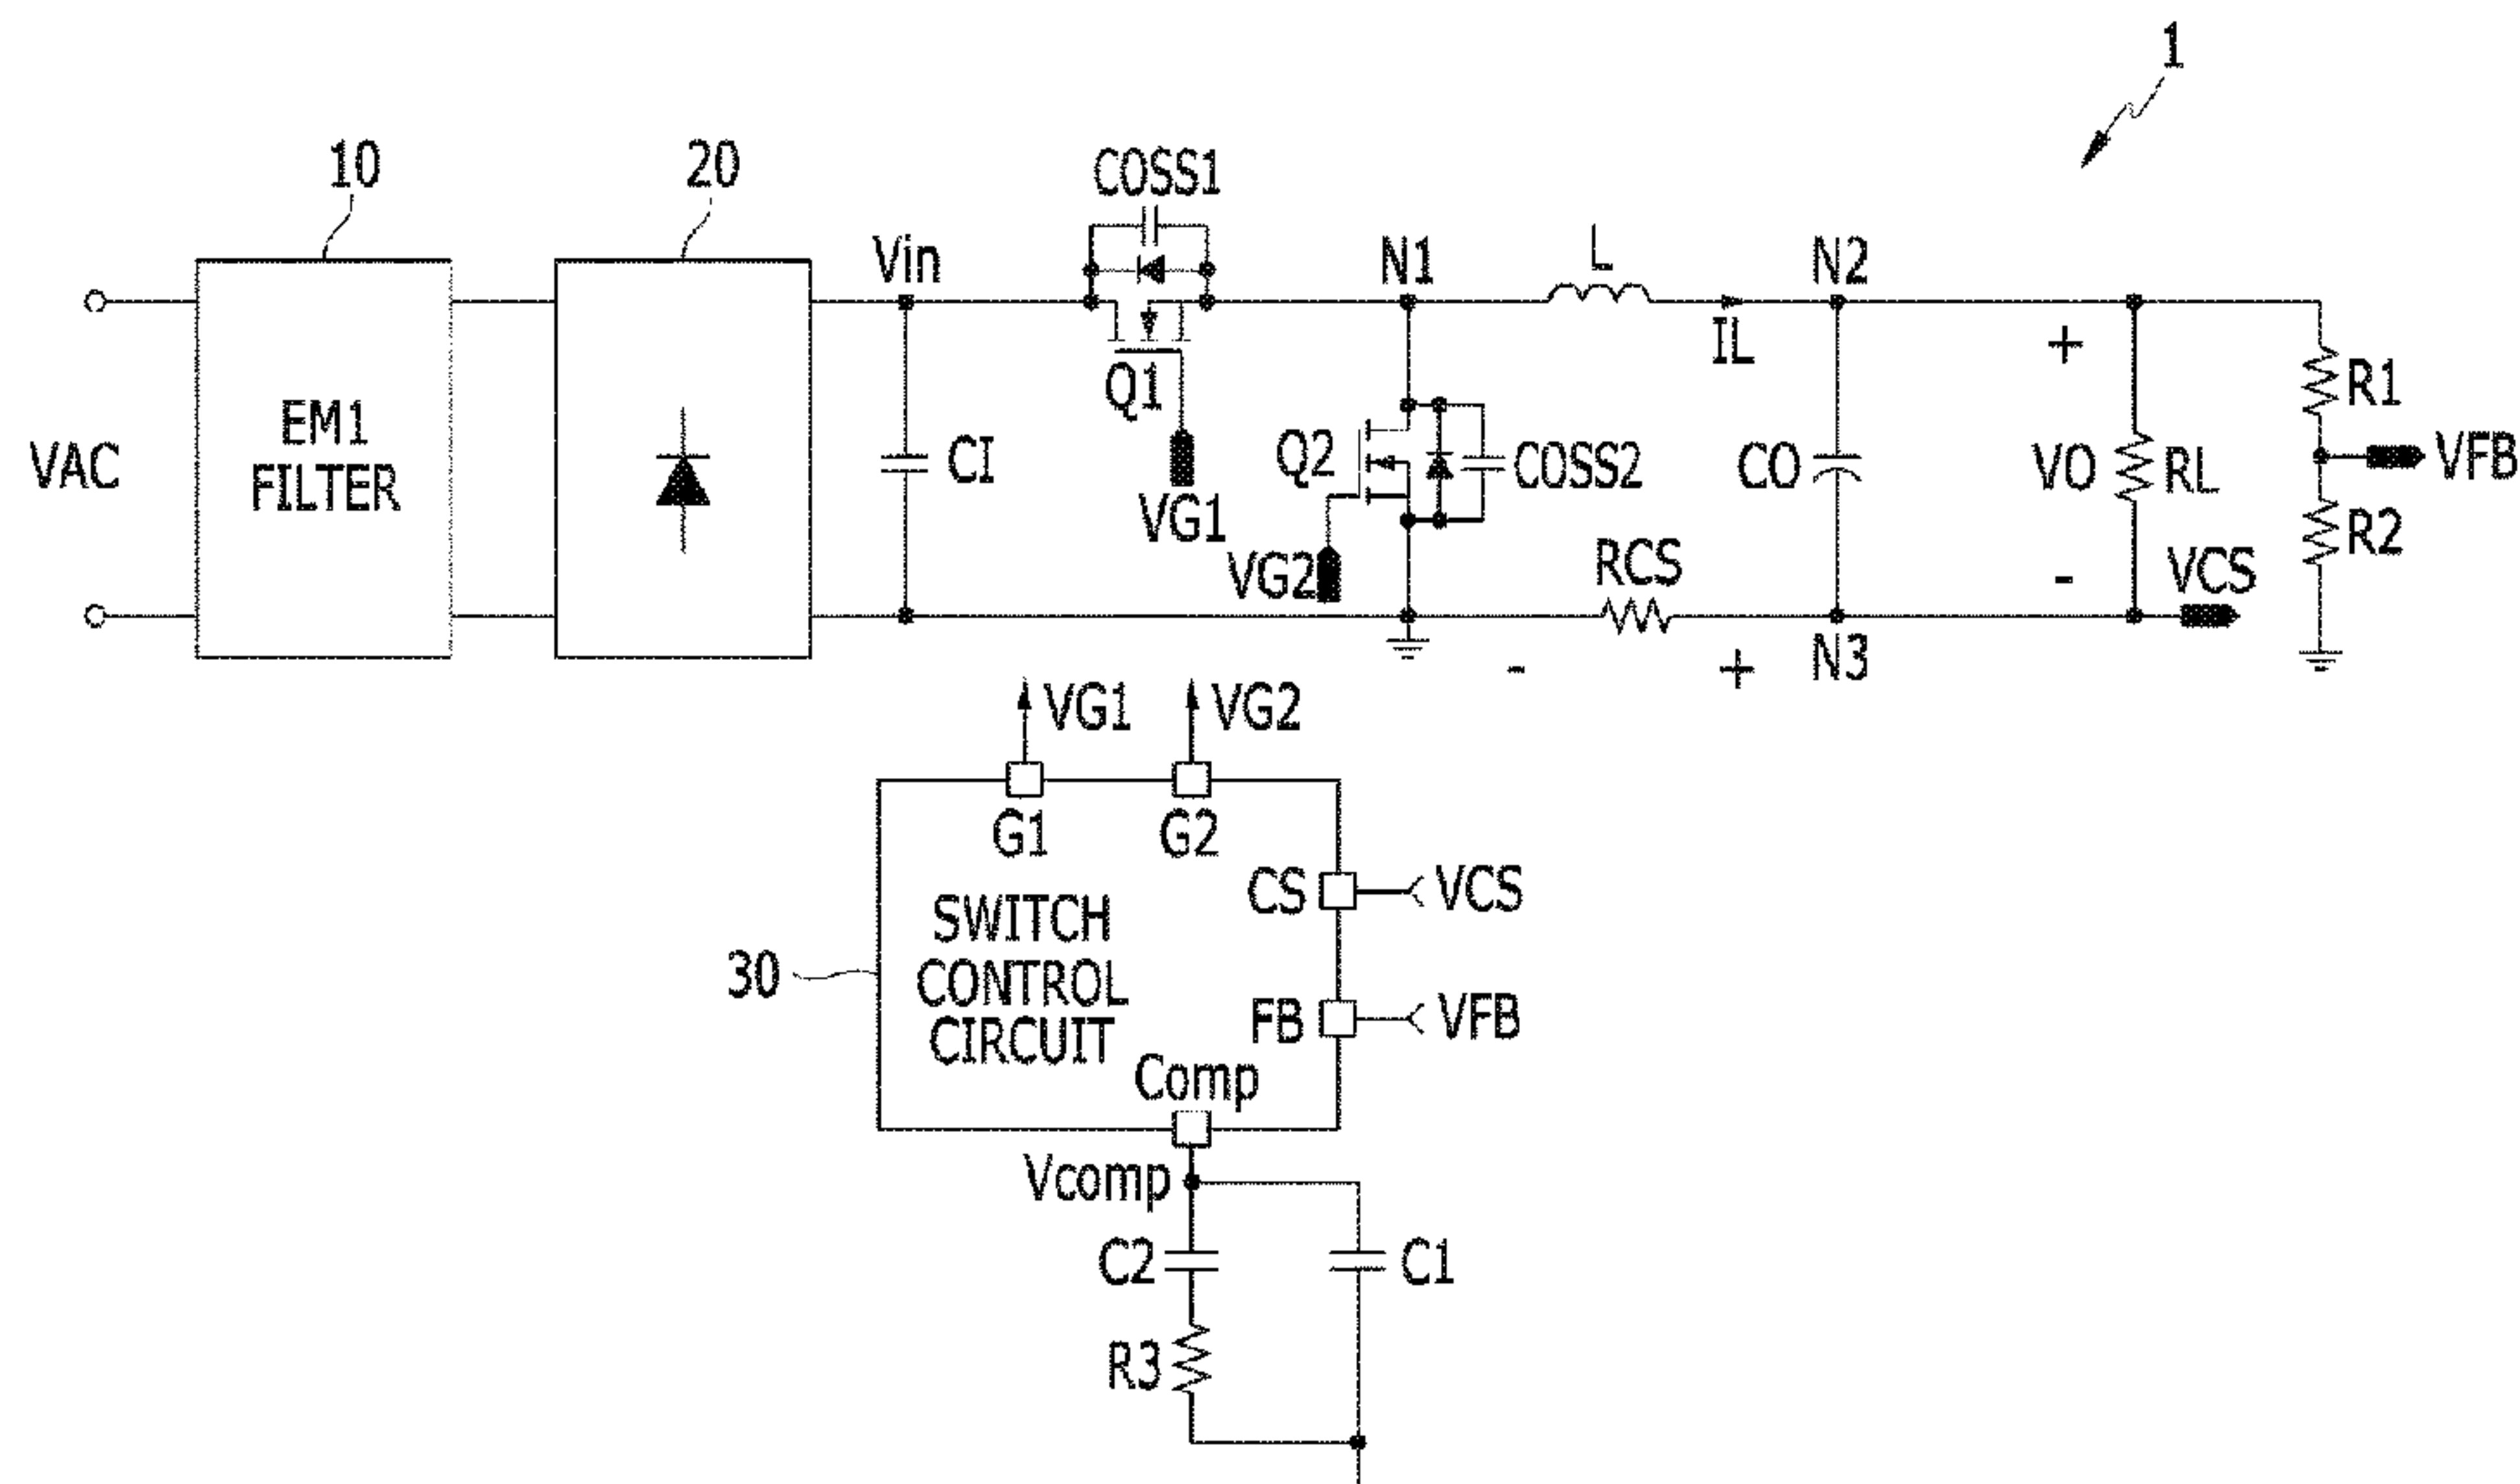 1
10
20
COSS1
Vin
N1
L
N2
IL
+
R1
Q1
EM1
FILTER
VAC
CI
Q2
COSS2
CO
VO
RL
VFB
VG1
R2
VG2
RCS
-
VCS
-
+
N3
VG1
VG2
G1
G2
CS
VCS
SWITCH
CONTROL
CIRCUIT
30
FB
VFB
Comp
Vcomp
C2
C1
R3